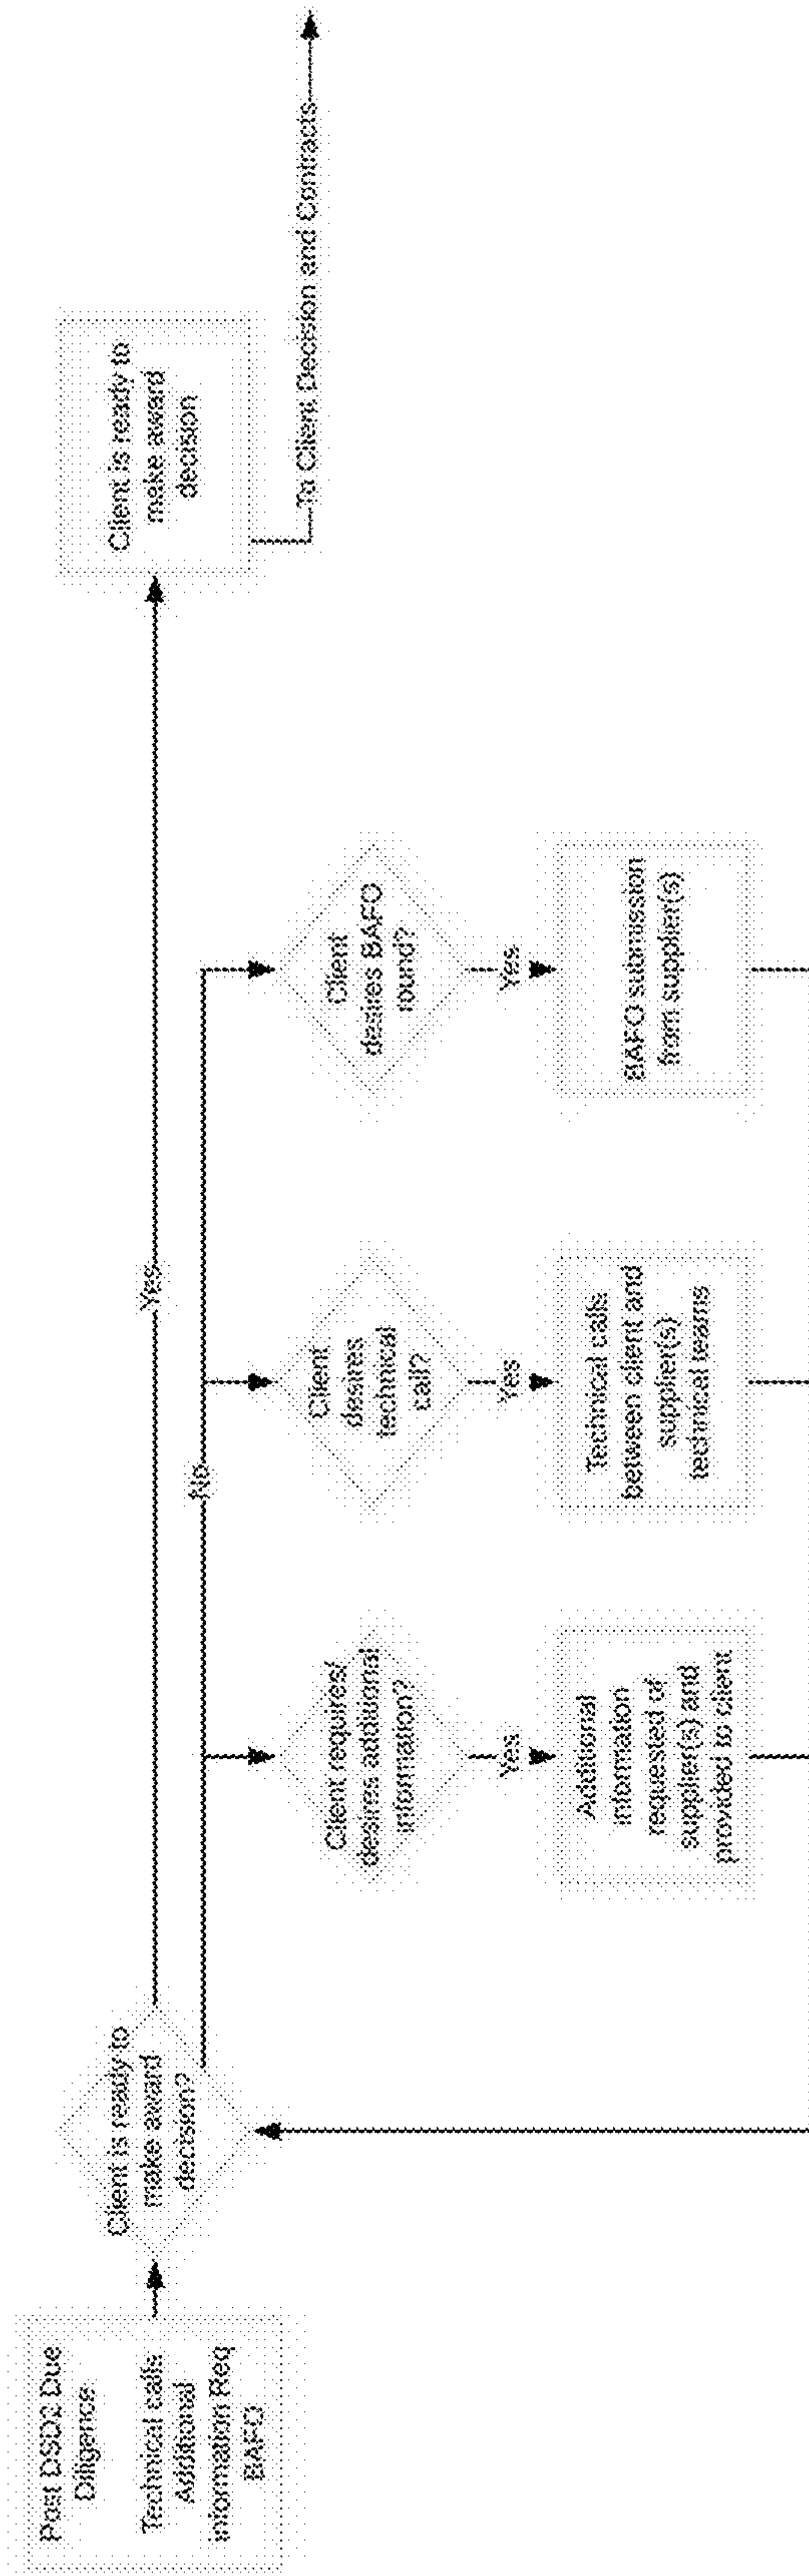 Post DSD2 Due
Diligence
Technical calls
Additional
information Req
BAFO
Client is ready to
make award
decision?
Yes
No
Client is ready to
make award
decision
To Client Decision and Contracts
Client requires/
desires additional
information?
Yes
Additional
information
requested of
supplier(s) and
provided to client
Client
desires
technical
call?
Yes
Technical calls
between client and
supplier(s)
technical teams
Client
desires BAFO
round?
Yes
BAFO submission
from supplier(s)